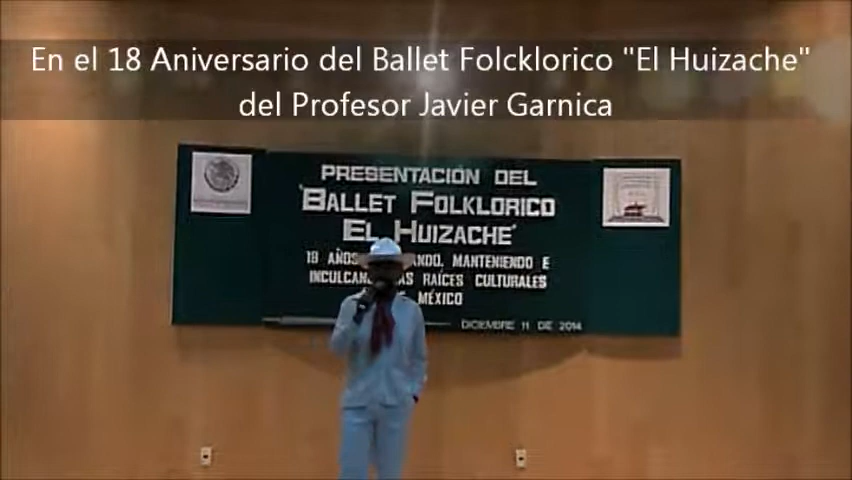 En el 18 Aniversario del Ballet Folcklorico "El Huizache"
del Profesor Javier Garnica
PRESENTACIÓN DEL
"BALLET FOLKLORICO
EL HUIZACHE"
AÑOS MANTENIENDO E
RAÍCES CULTURALES
MÉXICO
DICIEMBRE 11 DE 2014